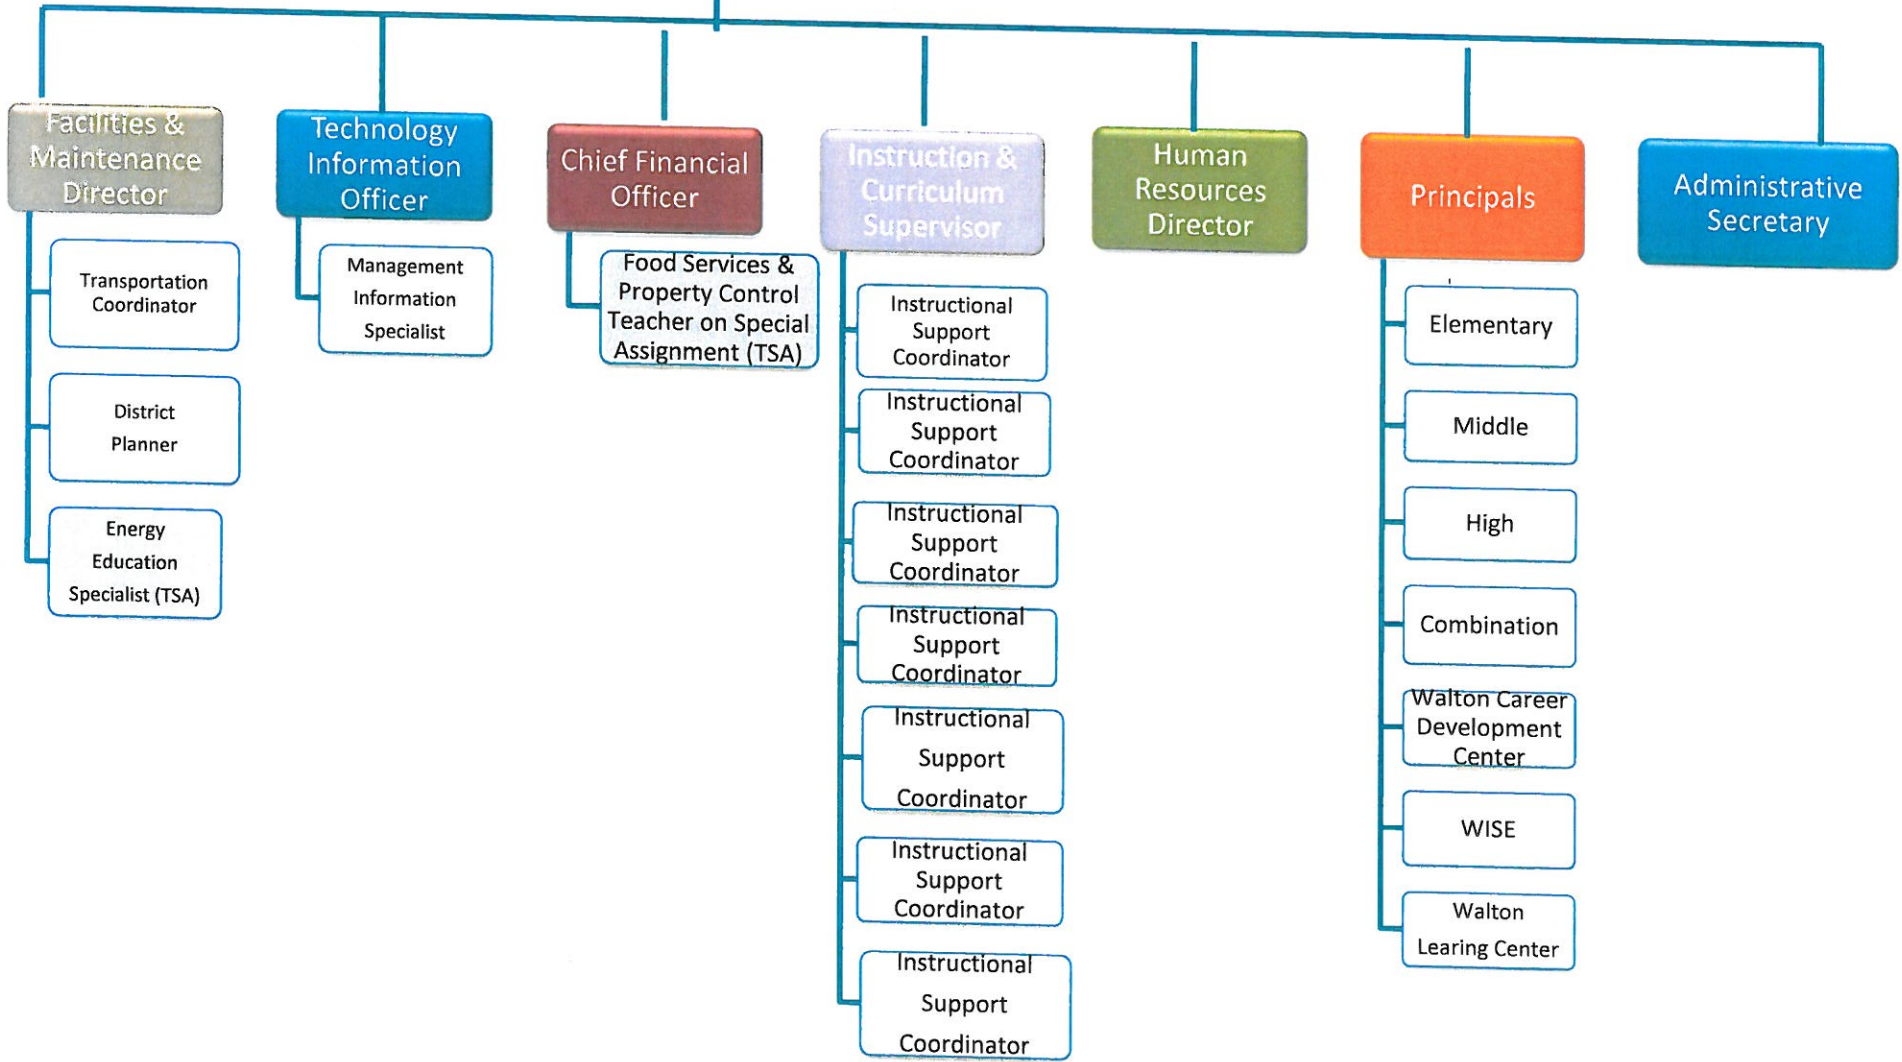 Facilities &
Maintenance
Director
Transportation
Coordinator
District
Planner
Energy
Education
Specialist (TSA)
Technology
Information
Officer
Management
Information
Specialist
Chief Financial
Officer
Food Services &
Property Control
Teacher on Special
Assignment (TSA)
Instruction &
Curriculum
Supervisor
Instructional
Support
Coordinator
Instructional
Support
Coordinator
Instructional
Support
Coordinator
Instructional
Support
Coordinator
Instructional
Support
Coordinator
Instructional
Support
Coordinator
Instructional
Support
Coordinator
Human
Resources
Director
Principals
Elementary
Middle
High
Combination
Walton Career
Development
Center
WISE
Walton
Learing Center
Administrative
Secretary